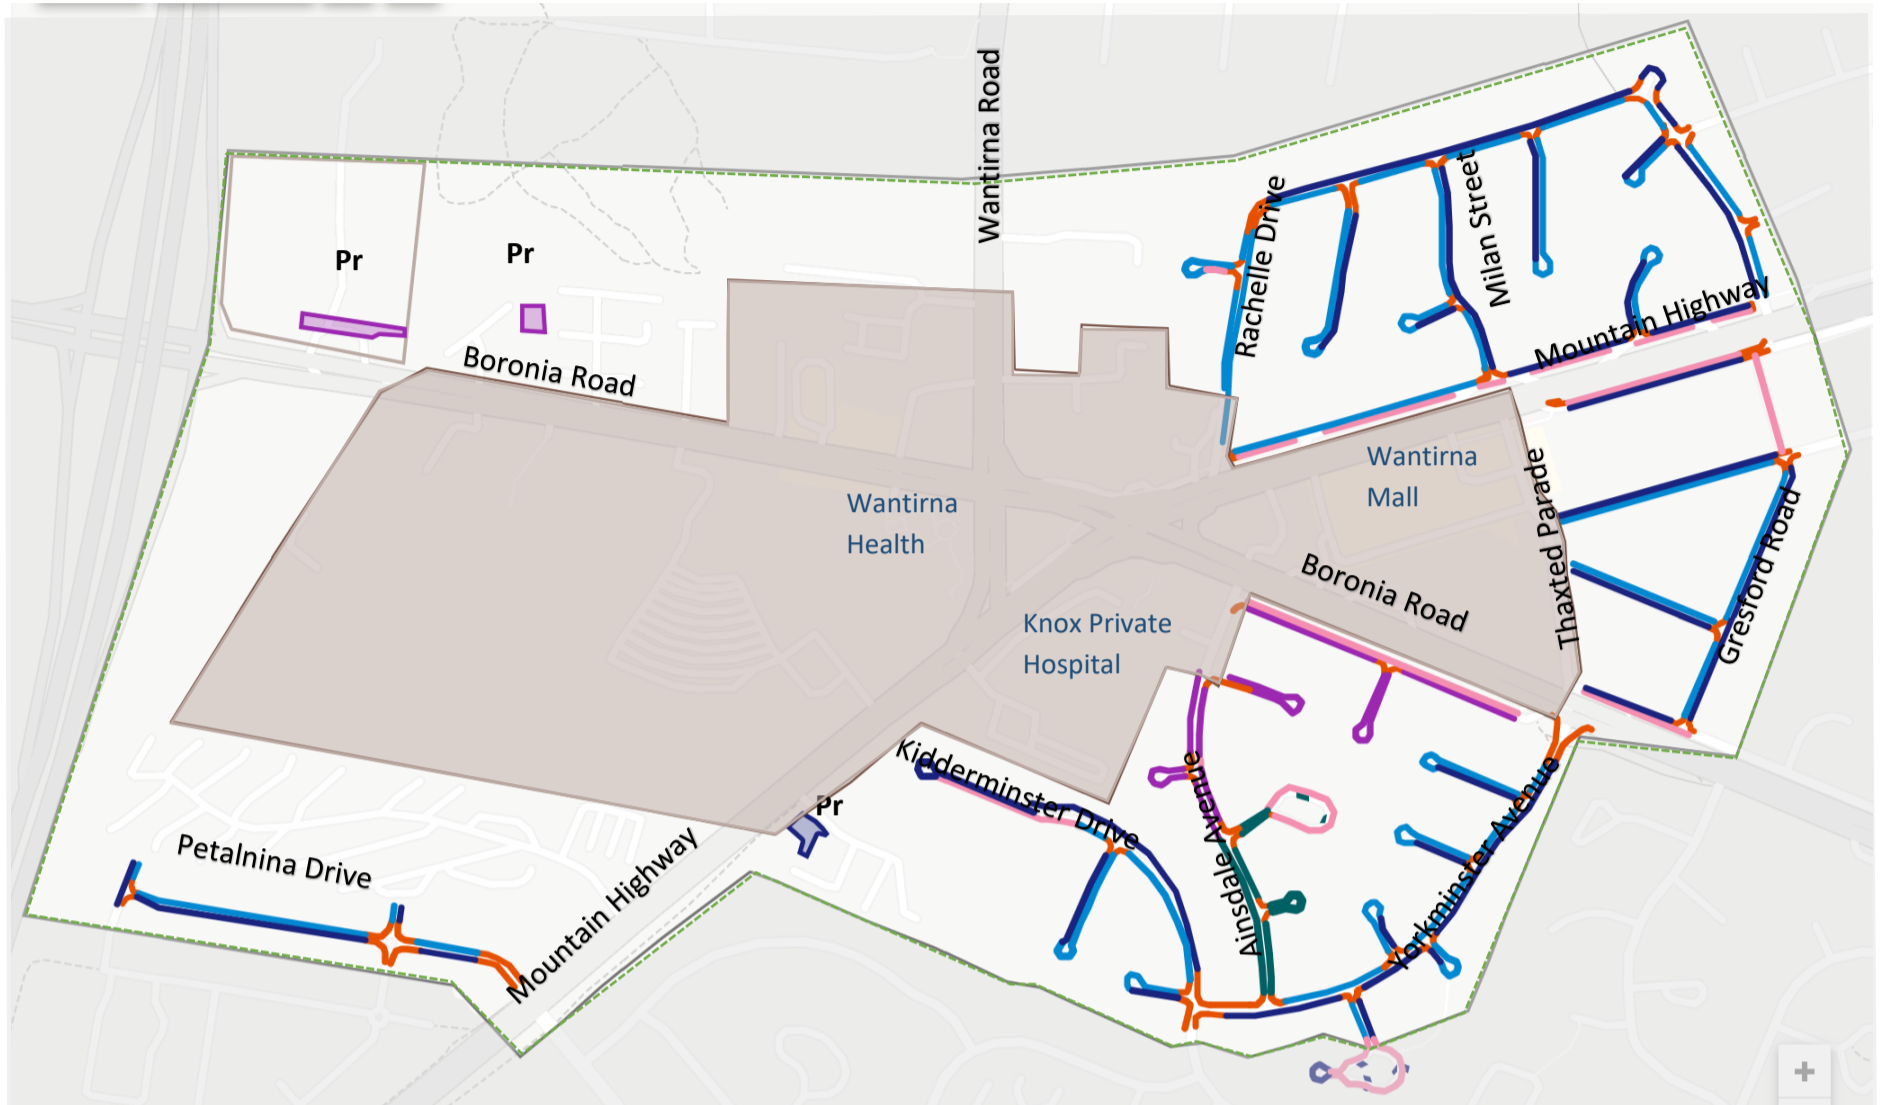 Wantirna Road
Pr
Pr
Boronia Road
Rachelle Drive
Milan Street
Mountain Highway
Wantirna
Mall
Wantirna
Health
Thaxted Parade
Gresford Road
Boronia Road
Knox Private
Hospital
Kidderminster Drive
Pr
Ainsdale Avenue
Yorkminster Avenue
Petalnina Drive
Mountain Highway
+